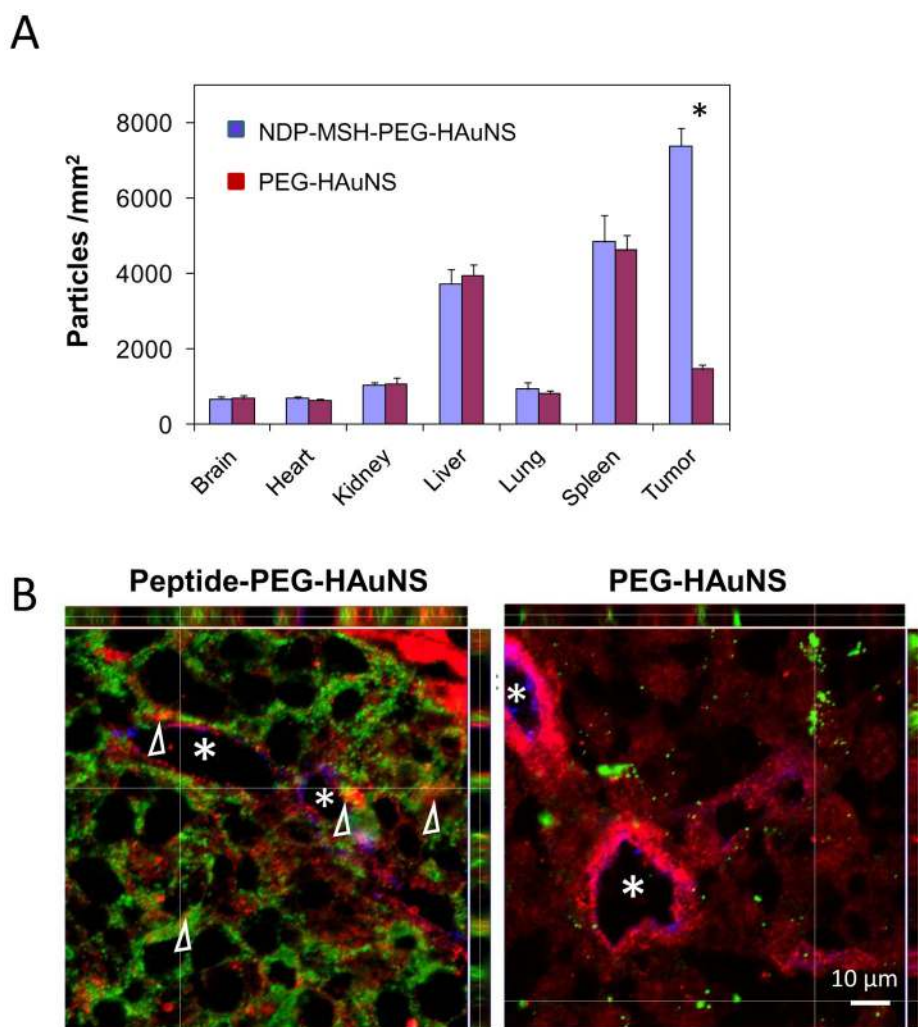 A
8000
6000
4000
2000
0
Particles /mm²
NDP-MSH-PEG-HAuNS
PEG-HAuNS
*
Brain
Heart
Kidney
Liver
Lung
Spleen
Tumor
B
Peptide-PEG-HAuNS
PEG-HAuNS
*
*
*
*
10 µm